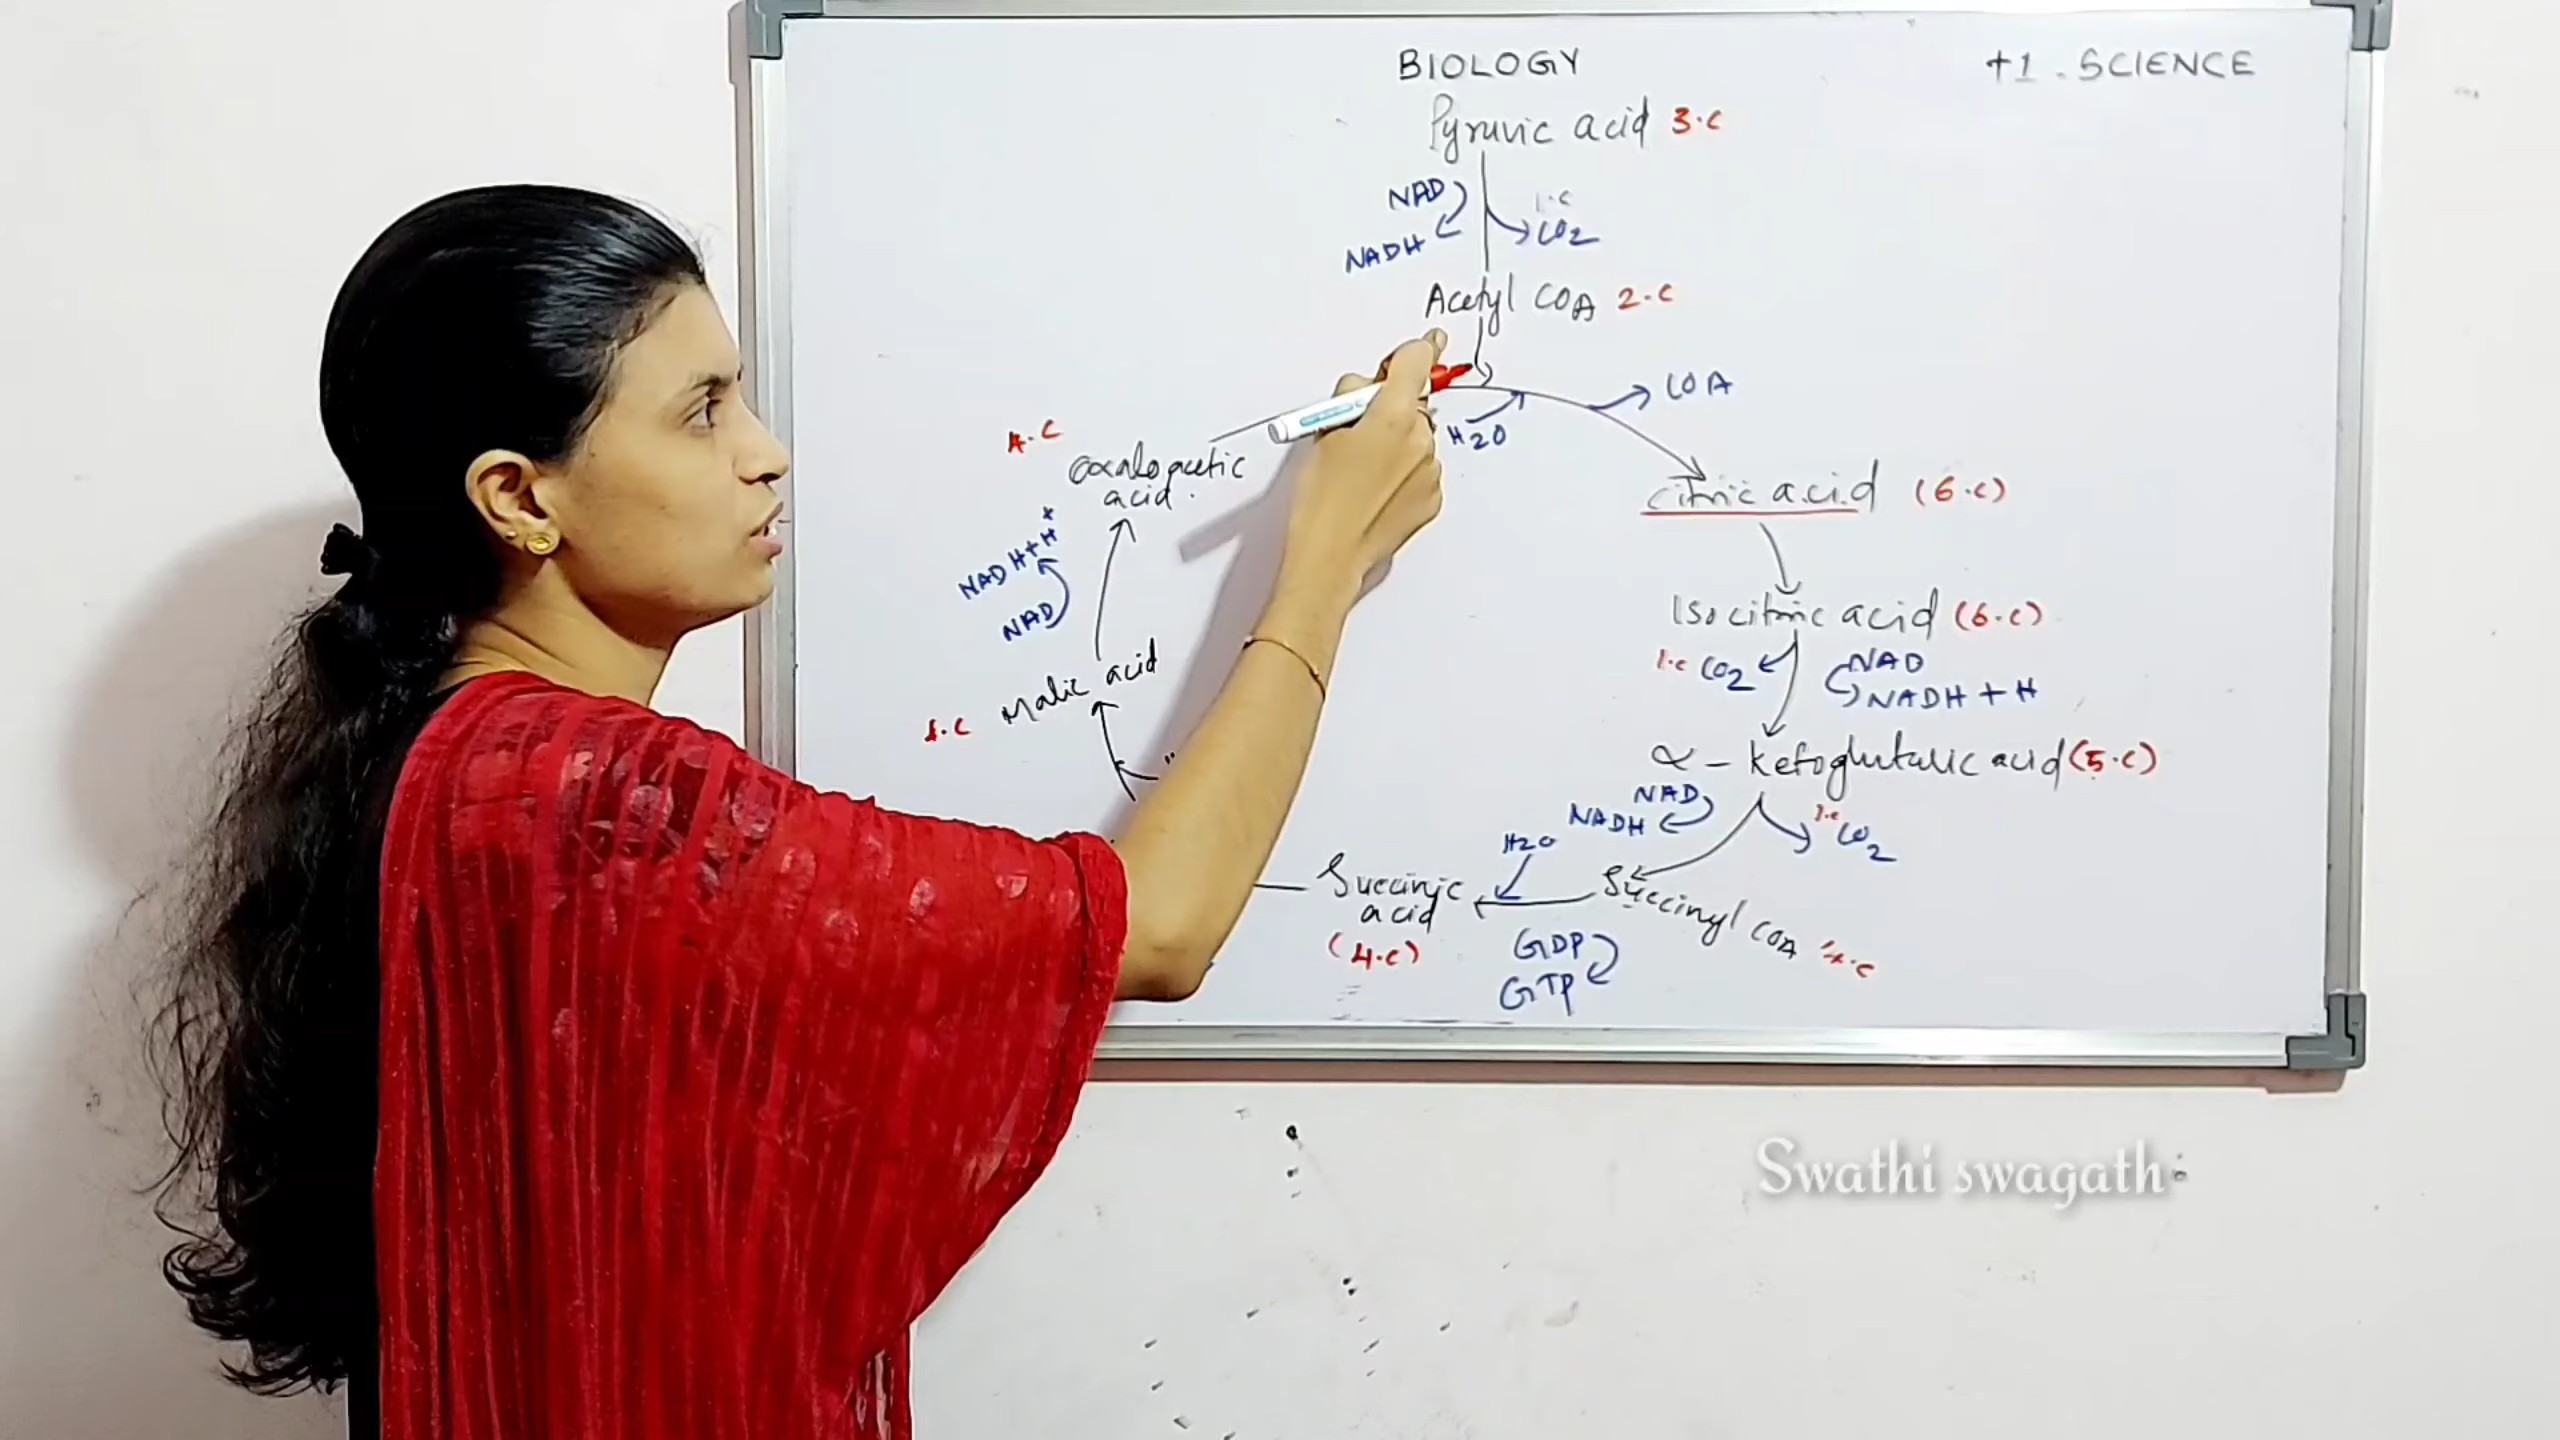 BIOLOGY
+1. SCIENCE
Pyruvic acid 3.C
NAD
NADH
1.C
CO2
Acetyl COA 2.C
COA
H2O
4.C
Oxaloacetic
acid.
Citric acid (6.C)
NADH+H+
NAD
Isocitric acid (6.C)
1.C CO2
NAD
NADH + H
Malic acid
α - Ketoglutaric acid (5.C)
NAD
NADH
1.C
CO2
H2O
Succinic
acid
(4.C)
Succinyl COA 4.C
GDP
GTP
Swathi swagath